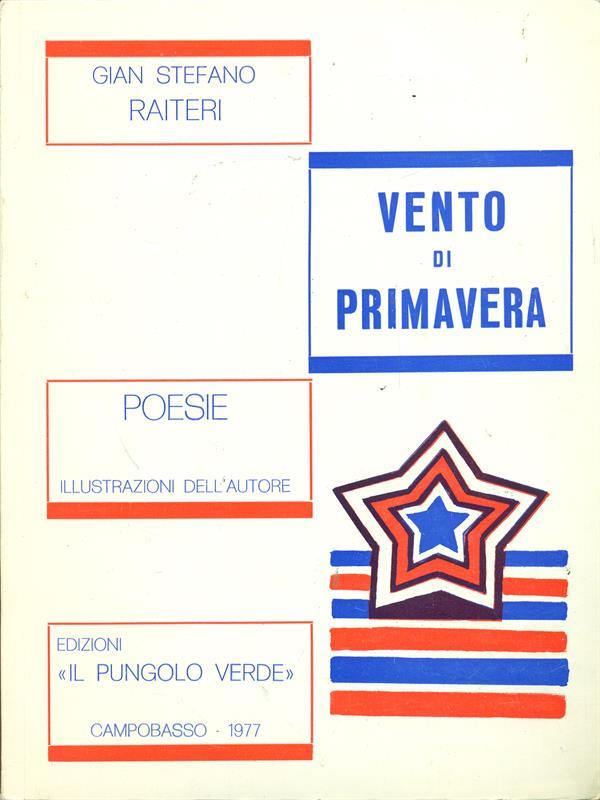 GIAN STEFANO
RAITERI
VENTO
DI
PRIMAVERA
POESIE
ILLUSTRAZIONI DELL'AUTORE
EDIZIONI
«IL PUNGOLO VERDE»
CAMPOBASSO - 1977